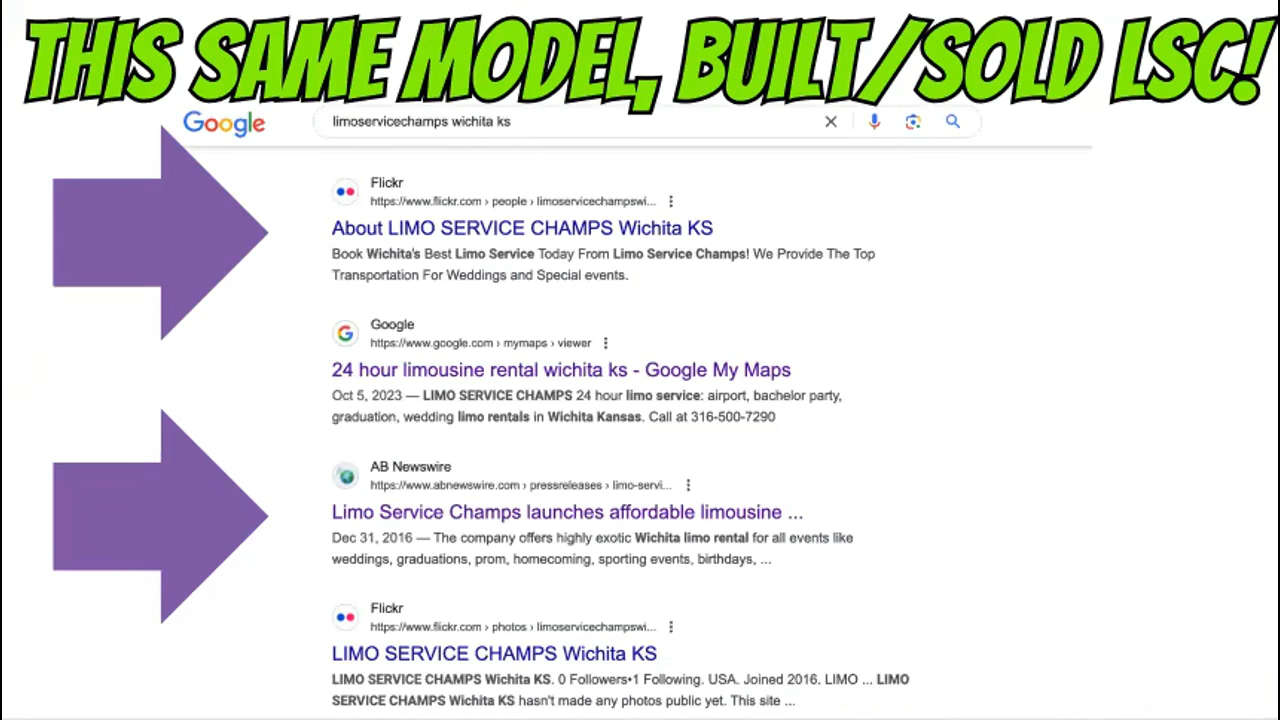 THIS SAME MODEL, BUILT/SOLD LSC!
Google
limoservicechamps wichita ks
Flickr
https://www.flickr.com › people › limoservicechampswi...
About LIMO SERVICE CHAMPS Wichita KS
Book Wichita's Best Limo Service Today From Limo Service Champs! We Provide The Top
Transportation For Weddings and Special events.
Google
https://www.google.com › mymaps › viewer
24 hour limousine rental wichita ks - Google My Maps
Oct 5, 2023 — LIMO SERVICE CHAMPS 24 hour limo service: airport, bachelor party,
graduation, wedding limo rentals in Wichita Kansas. Call at 316-500-7290
AB Newswire
https://www.abnewswire.com › pressreleases › limo-servi...
Limo Service Champs launches affordable limousine ...
Dec 31, 2016 — The company offers highly exotic Wichita limo rental for all events like
weddings, graduations, prom, homecoming, sporting events, birthdays, ...
Flickr
https://www.flickr.com › photos › limoservicechampswi...
LIMO SERVICE CHAMPS Wichita KS
LIMO SERVICE CHAMPS Wichita KS. 0 Followers•1 Following. USA. Joined 2016. LIMO ... LIMO
SERVICE CHAMPS Wichita KS hasn't made any photos public yet. This site ...